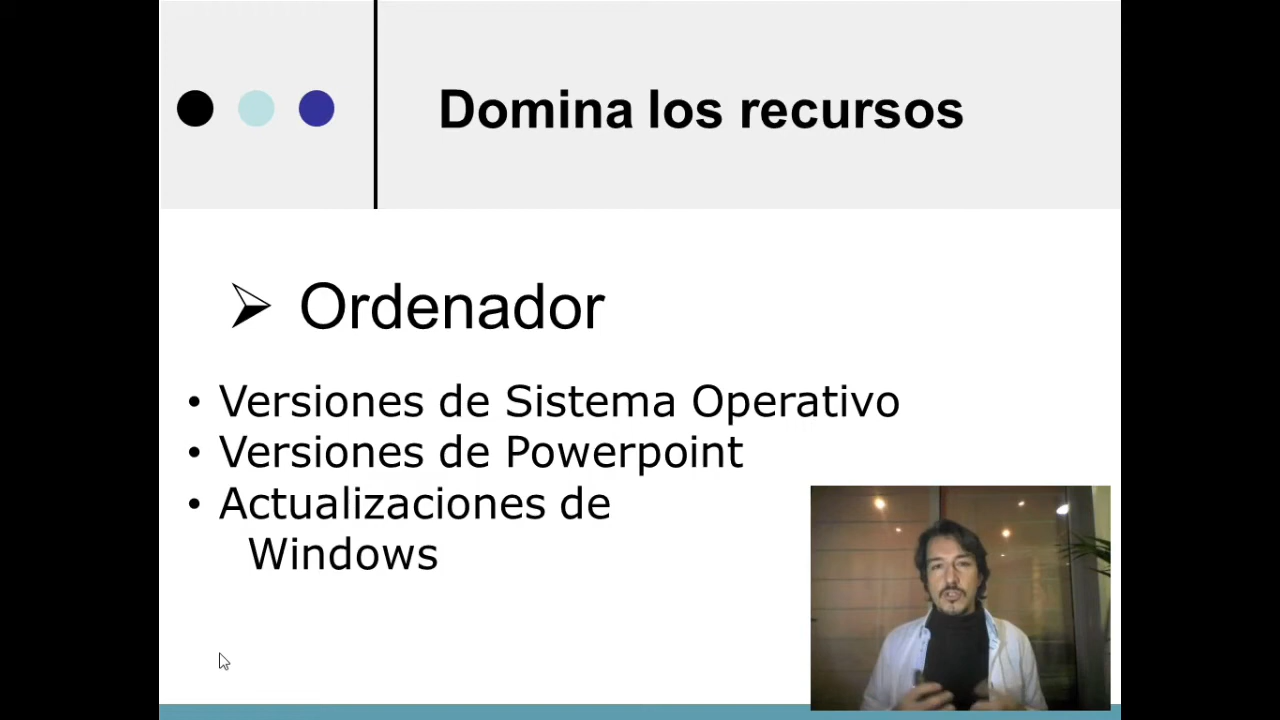 Domina los recursos
➢ Ordenador
• Versiones de Sistema Operativo
• Versiones de Powerpoint
• Actualizaciones de
Windows